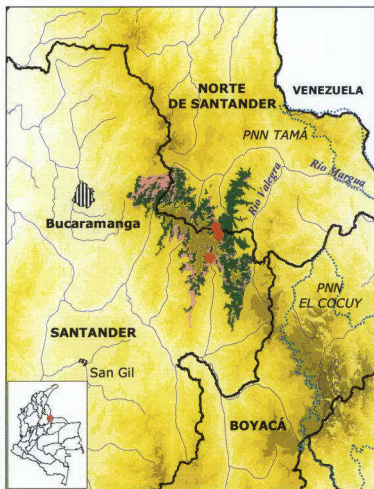 NORTE
DE SANTANDER
VENEZUELA
PNN TAMÁ
Río Margua
Río Valegra
Bucaramanga
PNN
EL COCUY
SANTANDER
San Gil
BOYACÁ